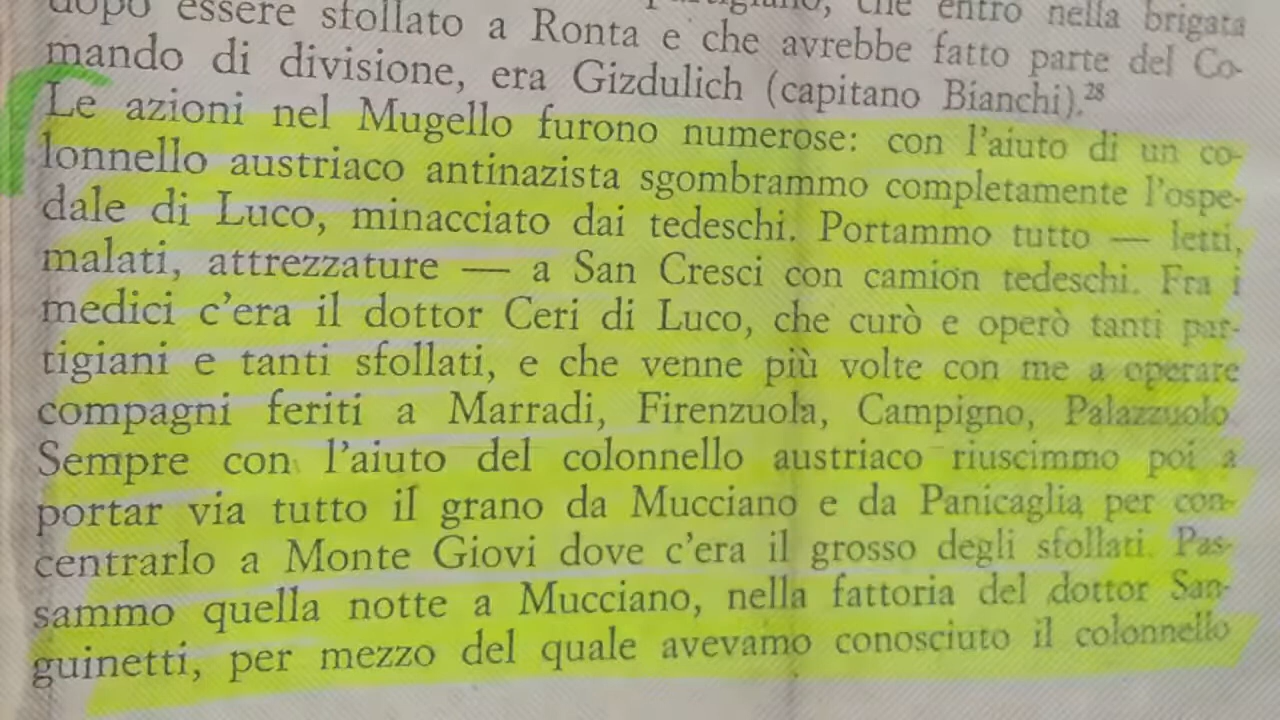 dopo essere sfollato a Ronta e che avrebbe fatto parte del Co-
mando di divisione, era Gizdulich (capitano Bianchi).²⁸
Le azioni nel Mugello furono numerose: con l'aiuto di un co-
lonnello austriaco antinazista sgombrammo completamente l'ospe-
dale di Luco, minacciato dai tedeschi. Portammo tutto — letti,
malati, attrezzature — a San Cresci con camion tedeschi. Fra i
medici c'era il dottor Ceri di Luco, che curò e operò tanti par-
tigiani e tanti sfollati, e che venne più volte con me a operare
compagni feriti a Marradi, Firenzuola, Campigno, Palazzuolo.
Sempre con l'aiuto del colonnello austriaco riuscimmo poi a
portar via tutto il grano da Mucciano e da Panicaglia per con-
centrarlo a Monte Giovi dove c'era il grosso degli sfollati. Pas-
sammo quella notte a Mucciano, nella fattoria del dottor San-
guinetti, per mezzo del quale avevamo conosciuto il colonnello